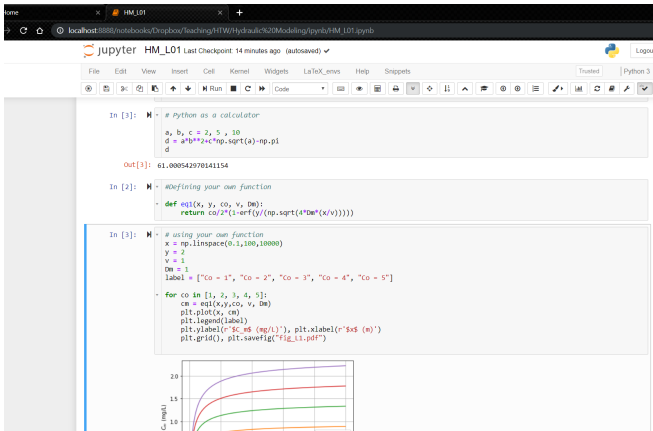 Home
HM_L01
localhost:8888/notebooks/Dropbox/Teaching/HTW/Hydraulic%20Modeling/ipynb/HM_L01.ipynb
jupyter HM_L01 Last Checkpoint: 14 minutes ago (autosaved)
Logou
File Edit View Insert Cell Kernel Widgets LaTeX_envs Help Snippets Trusted Python 3
Run Code
In [3]: # Python as a calculator
a, b, c = 2, 5 , 10
d = a*b**2+c*np.sqrt(a)-np.pi
d
Out[3]: 61.000542970141154
In [2]: #Defining your own function
def eq1(x, y, co, v, Dm):
return co/2*(1-erf(y/(np.sqrt(4*Dm*(x/v)))))
In [3]: # using your own function
x = np.linspace(0.1,100,10000)
y = 2
v = 1
Dm = 1
label = ["Co = 1", "Co = 2", "Co = 3", "Co = 4", "Co = 5"]
for co in [1, 2, 3, 4, 5]:
cm = eq1(x,y,co, v, Dm)
plt.plot(x, cm)
plt.legend(label)
plt.ylabel(r'$C_m$ (mg/L)'), plt.xlabel(r'$x$ (m)')
plt.grid(), plt.savefig("fig_L1.pdf")
2.0
1.5
1.0
(mg/L)